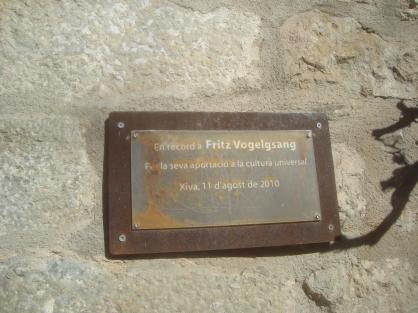 En record a Fritz Vogelgsang
Per la seva aportació a la cultura universal
Xiva, 11 d'agost de 2010